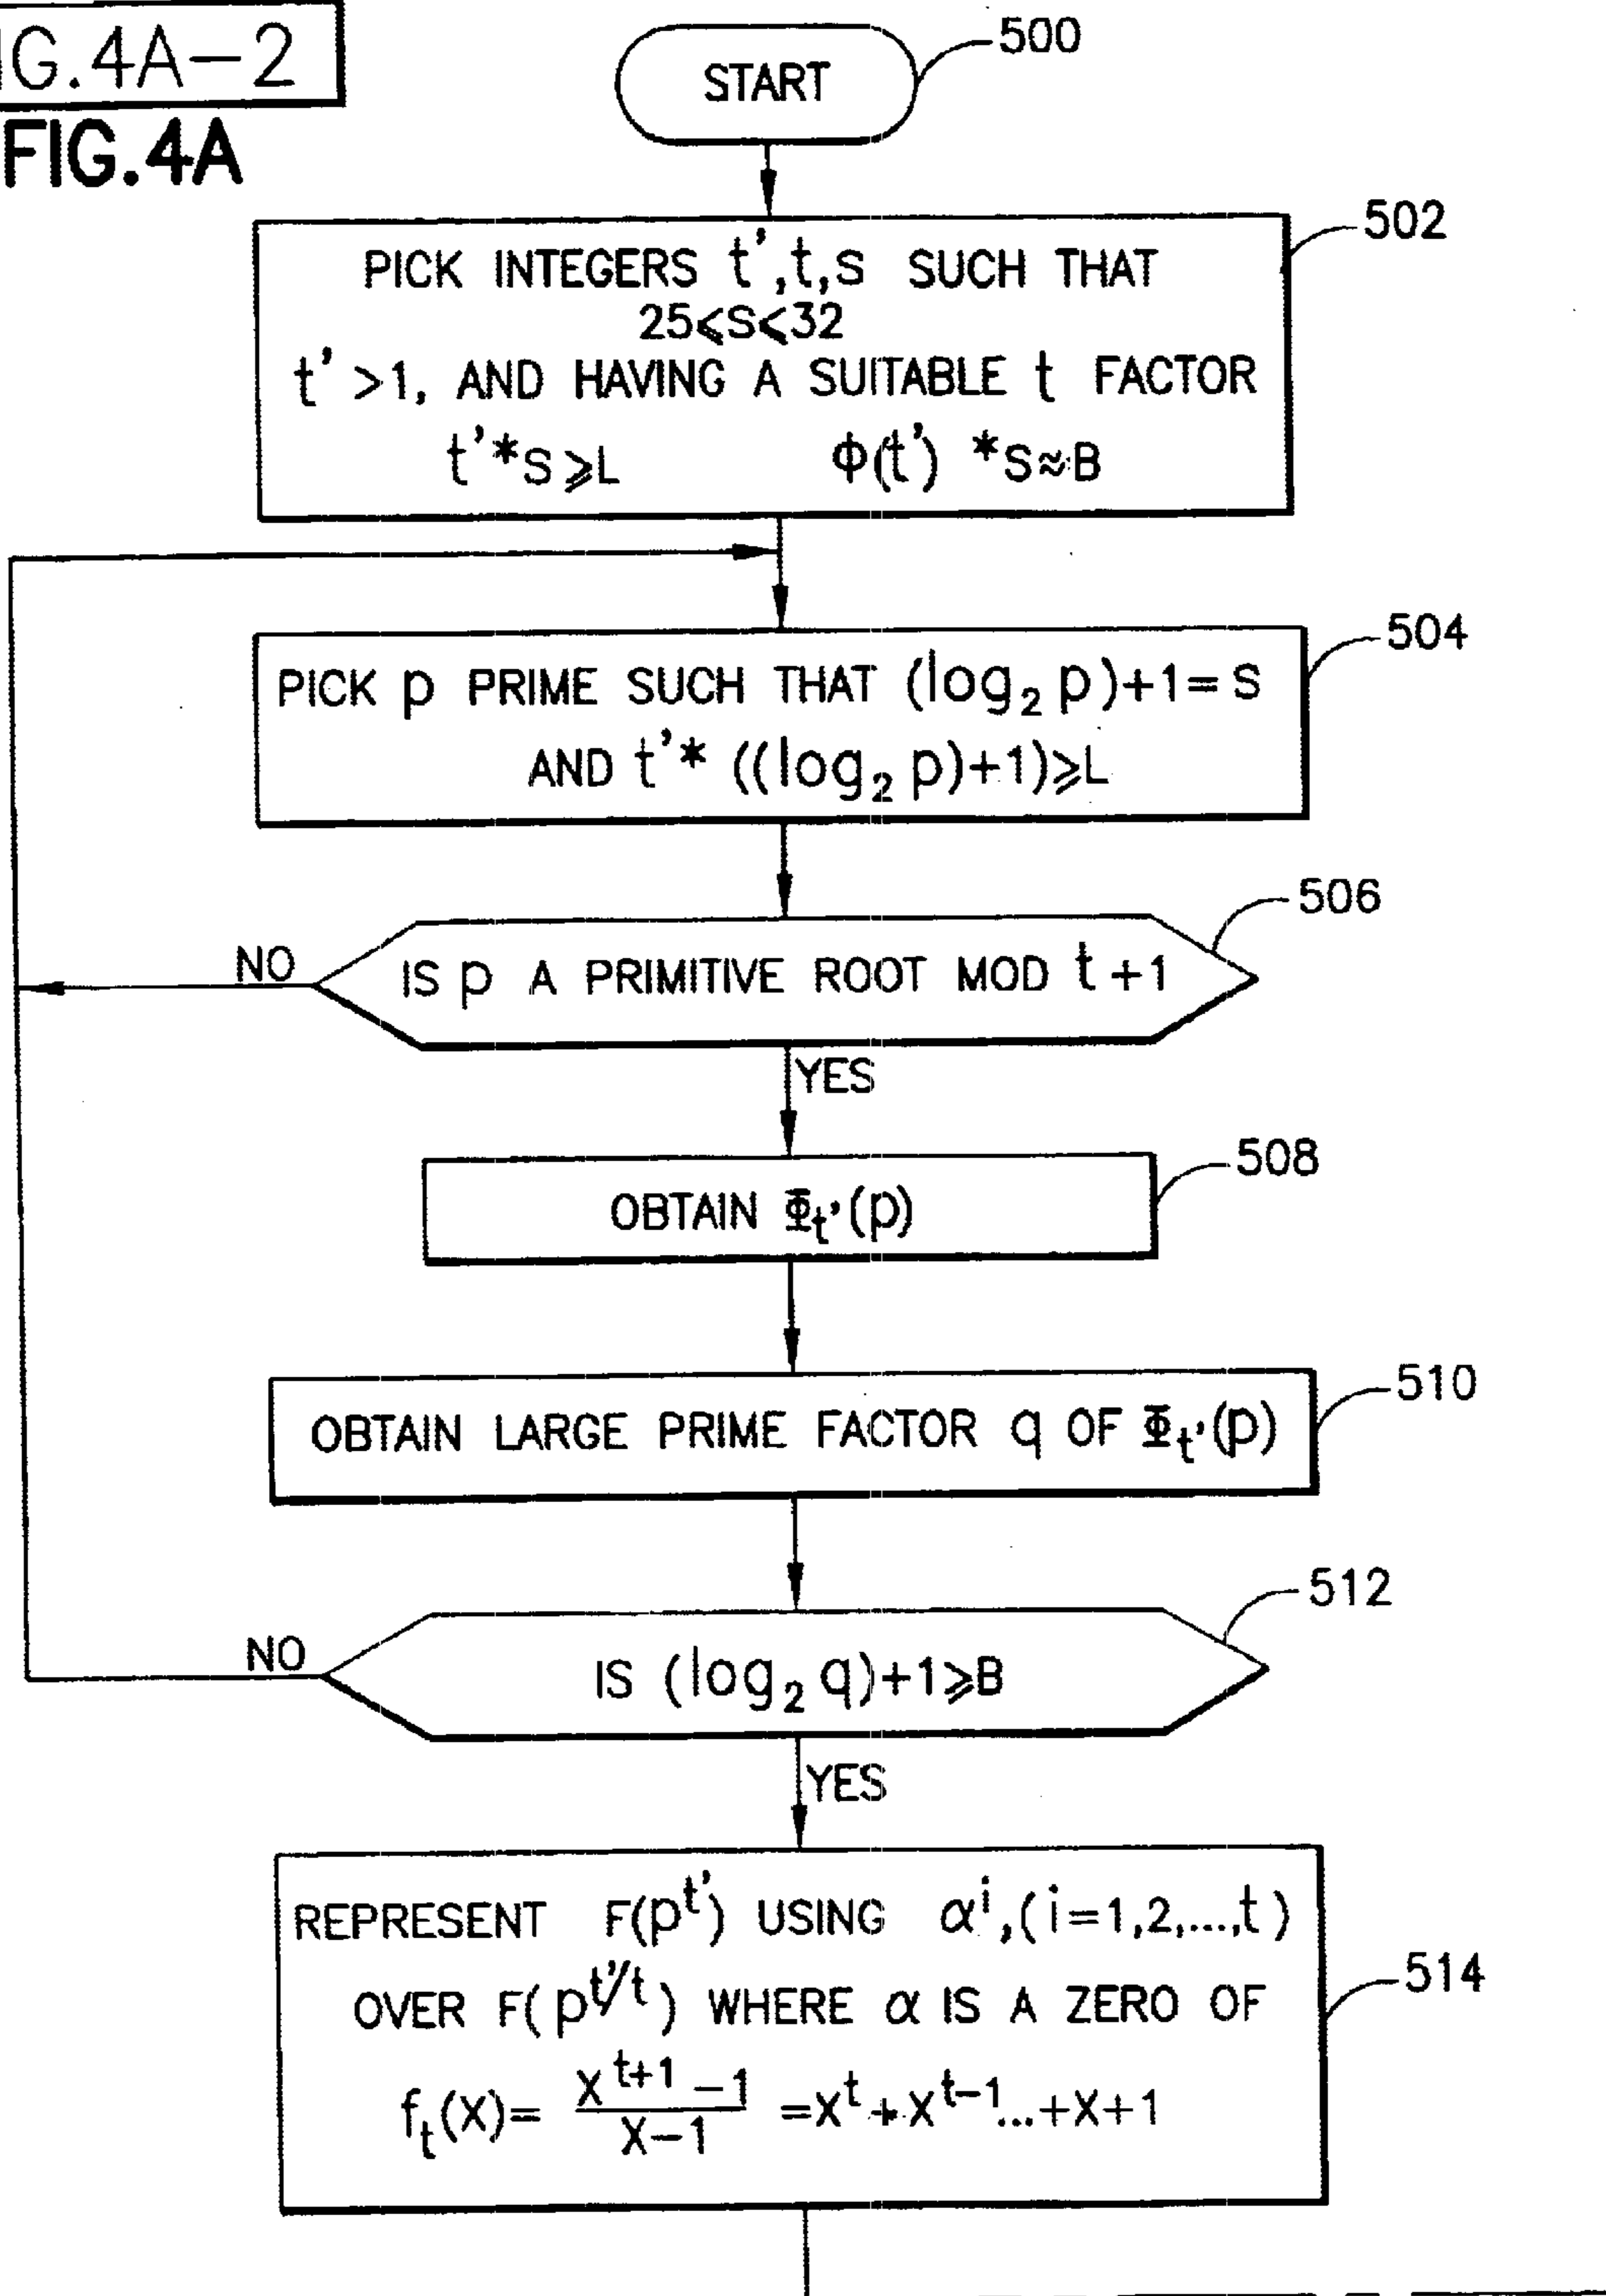 IG.4A-2
FIG.4A
START
500
502
PICK INTEGERS t',t,s SUCH THAT
25⩽s⩽32
t' >1, AND HAVING A SUITABLE t FACTOR
t'*s ⩾L Φ(t') *s≈B
504
PICK p PRIME SUCH THAT (log₂ p)+1=s
AND t'* ((log₂ p)+1)⩾L
506
NO
IS p A PRIMITIVE ROOT MOD t+1
YES
508
OBTAIN Φt'(p)
510
OBTAIN LARGE PRIME FACTOR q OF Φt'(p)
512
NO
IS (log₂ q)+1⩾B
YES
REPRESENT F(p^t') USING α^i,(i=1,2,...,t)
514
OVER F(p^t'/t) WHERE α IS A ZERO OF
f_t(X)= (X^t+1 -1)/(X-1) =X^t+X^t-1...+X+1